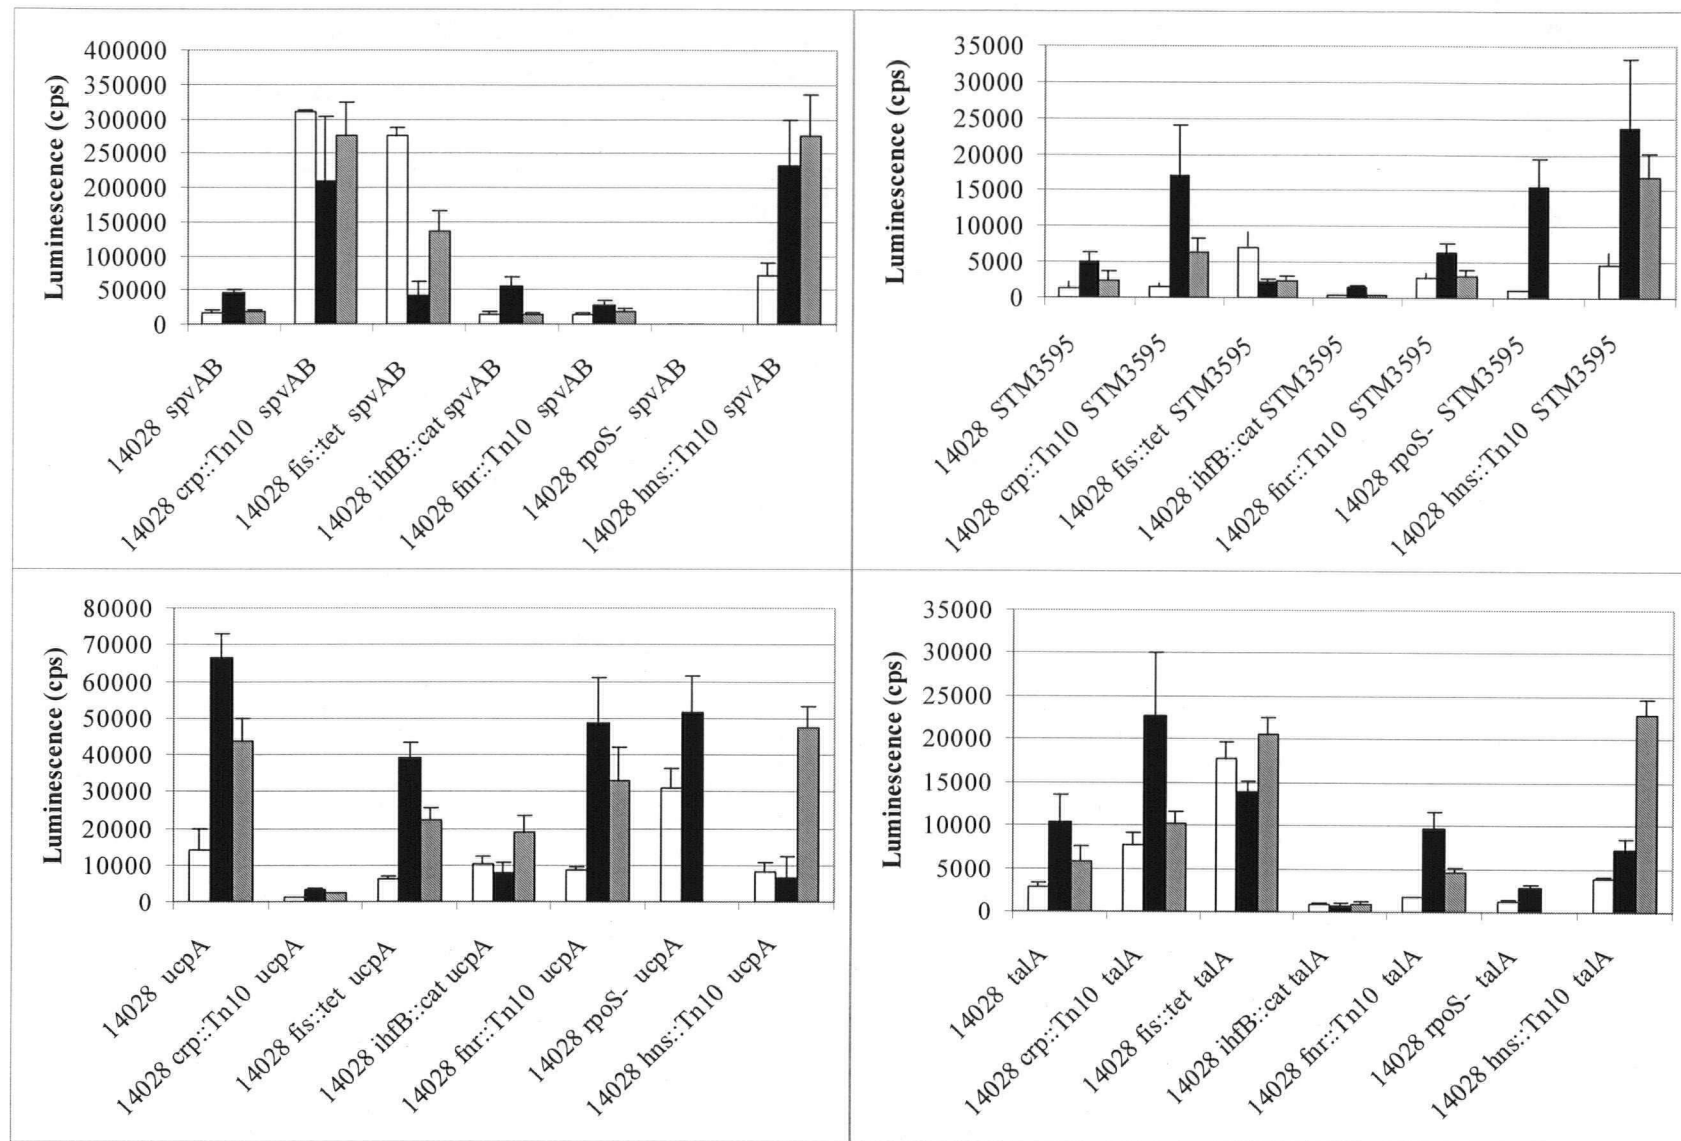 Luminescence (cps)
400000
350000
300000
250000
200000
150000
100000
50000
0
14028 spvAB
14028 crp::Tn10 spvAB
14028 fis::tet spvAB
14028 ihfB::cat spvAB
14028 fnr::Tn10 spvAB
14028 rpoS- spvAB
14028 hns::Tn10 spvAB
Luminescence (cps)
35000
30000
25000
20000
15000
10000
5000
0
14028 STM3595
14028 crp::Tn10 STM3595
14028 fis::tet STM3595
14028 ihfB::cat STM3595
14028 fnr::Tn10 STM3595
14028 rpoS- STM3595
14028 hns::Tn10 STM3595
Luminescence (cps)
80000
70000
60000
50000
40000
30000
20000
10000
0
14028 ucpA
14028 crp::Tn10 ucpA
14028 fis::tet ucpA
14028 ihfB::cat ucpA
14028 fnr::Tn10 ucpA
14028 rpoS- ucpA
14028 hns::Tn10 ucpA
Luminescence (cps)
35000
30000
25000
20000
15000
10000
5000
0
14028 talA
14028 crp::Tn10 talA
14028 fis::tet talA
14028 ihfB::cat talA
14028 fnr::Tn10 talA
14028 rpoS- talA
14028 hns::Tn10 talA